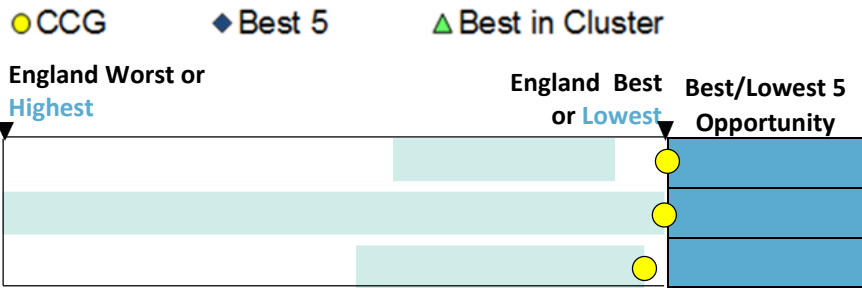 CCG Best 5 Best in Cluster
England Worst or
Highest
England Best
or Lowest
Best/Lowest 5
Opportunity